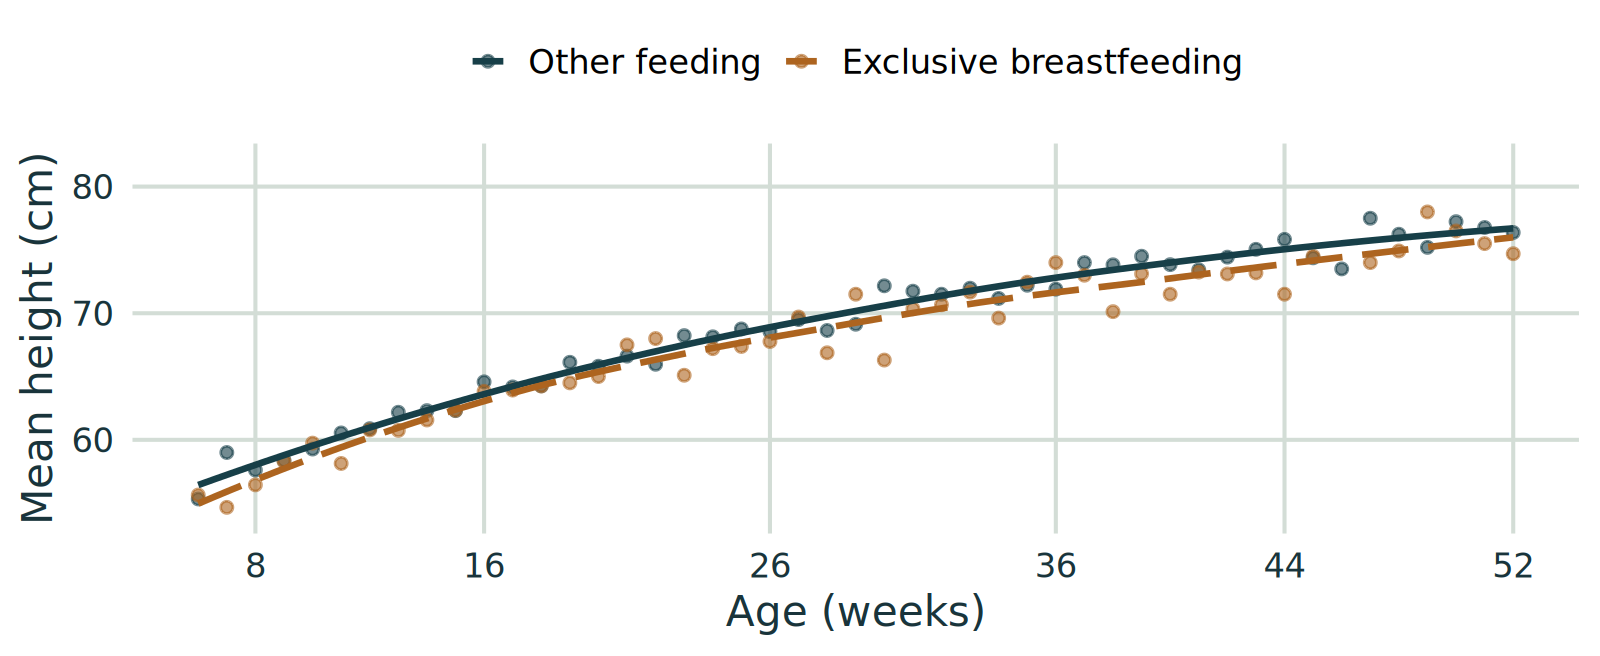 Other feeding Exclusive breastfeeding
Mean height (cm)
80
70
60
8 16 26 36 44 52
Age (weeks)